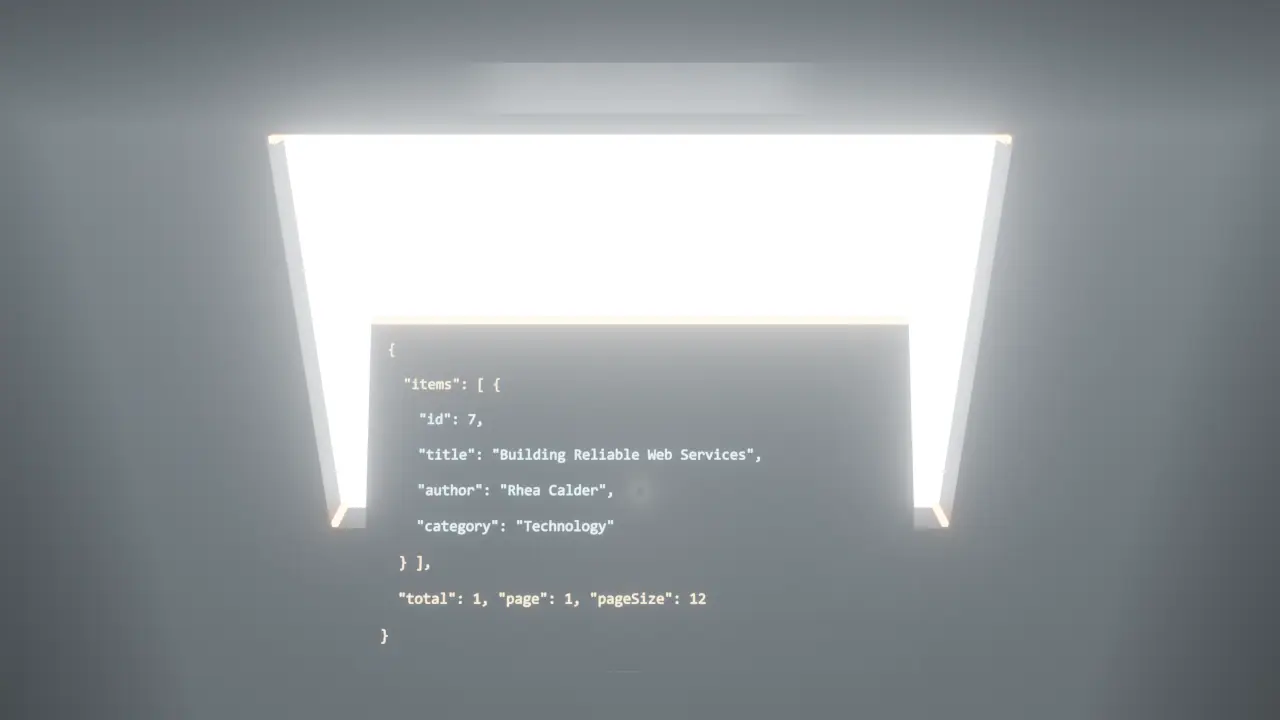 {
"items": [ {
"id": 7,
"title": "Building Reliable Web Services",
"author": "Rhea Calder",
"category": "Technology"
} ],
"total": 1, "page": 1, "pageSize": 12
}